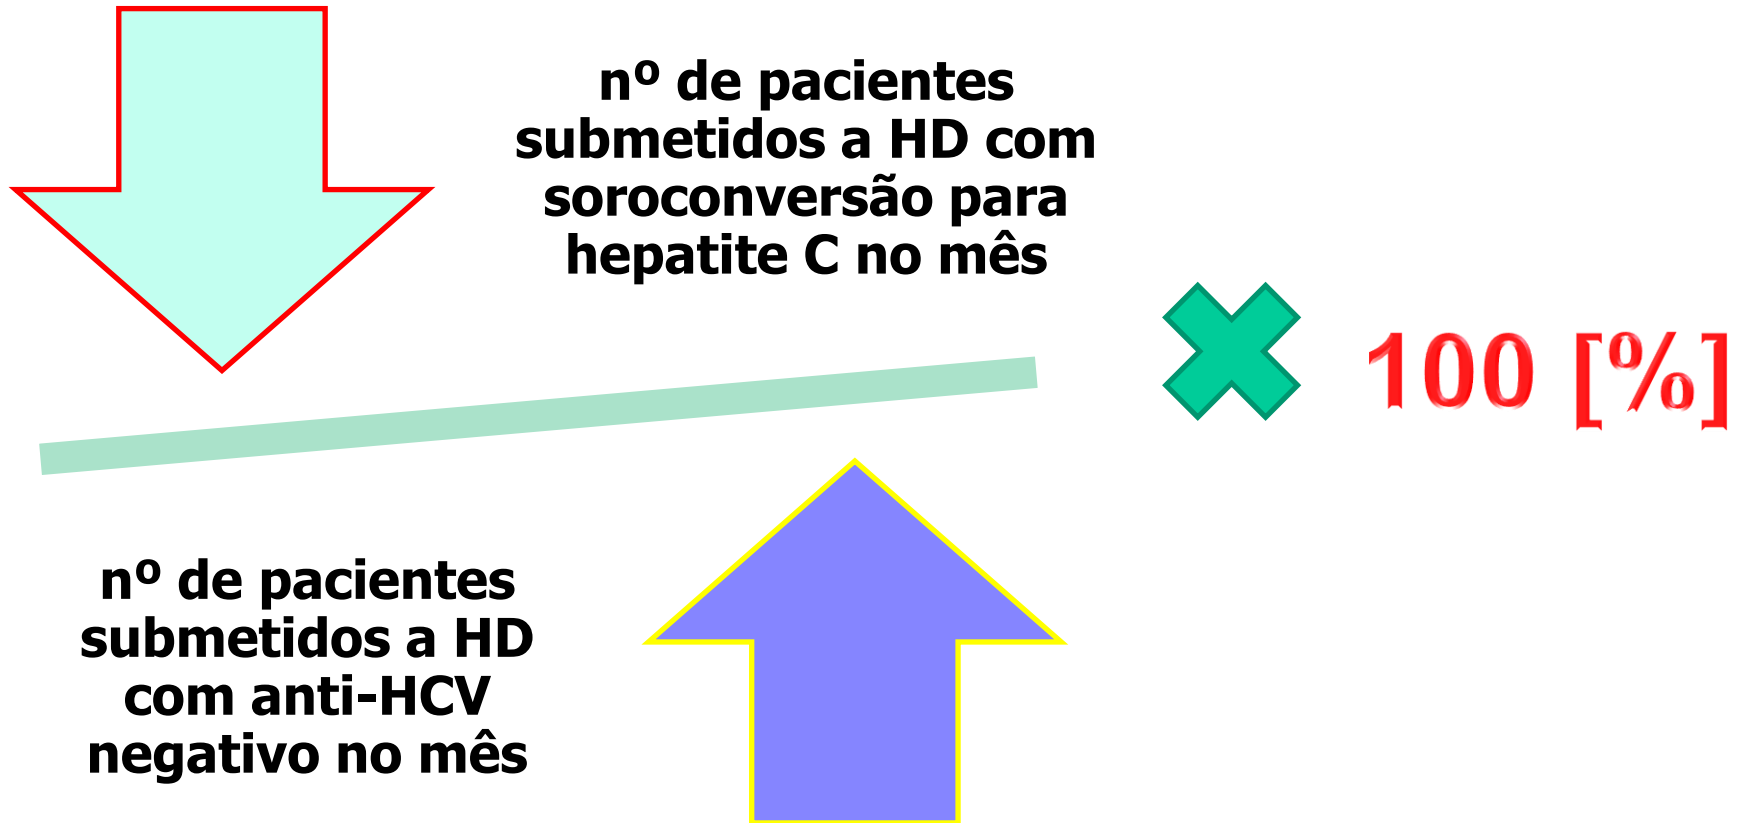 nº de pacientes
submetidos a HD com
soroconversão para
hepatite C no mês
100 [%]
nº de pacientes
submetidos a HD
com anti-HCV
negativo no mês